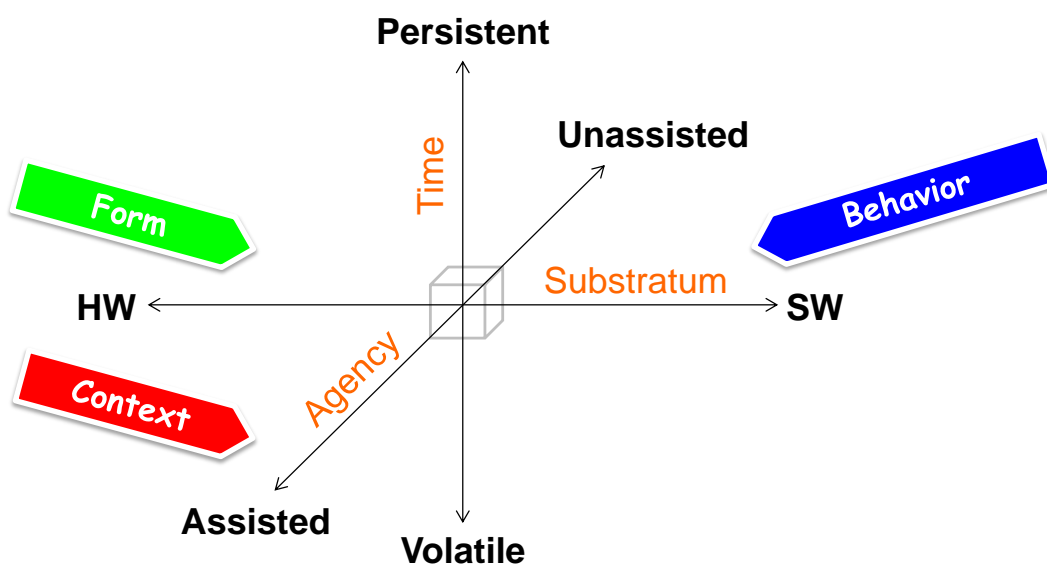 Persistent
Unassisted
Time
Form
Behavior
Substratum
HW
SW
Agency
Context
Assisted
Volatile